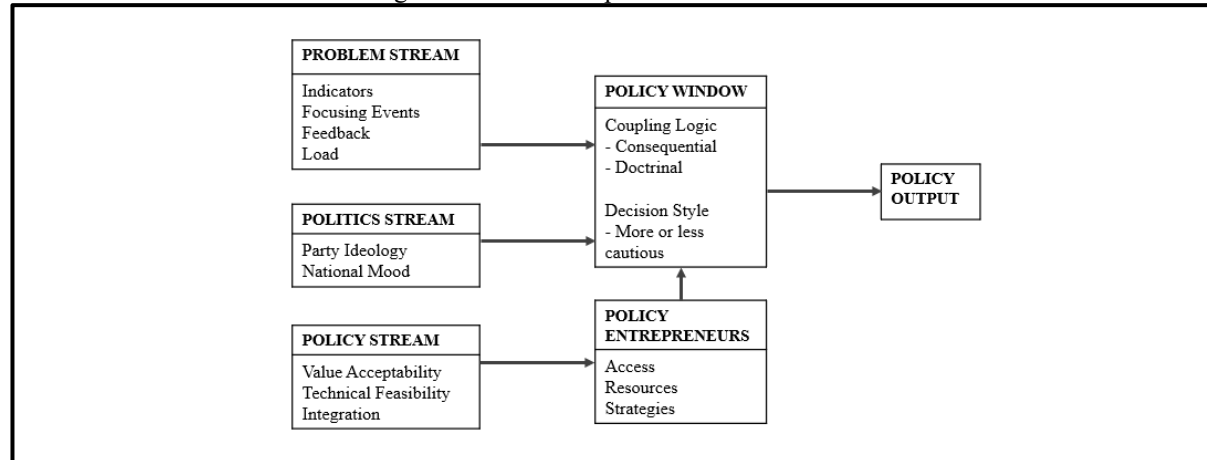 PROBLEM STREAM
Indicators
Focusing Events
Feedback
Load
POLITICS STREAM
Party Ideology
National Mood
POLICY STREAM
Value Acceptability
Technical Feasibility
Integration
POLICY WINDOW
Coupling Logic
- Consequential
- Doctrinal
Decision Style
- More or less
cautious
POLICY
ENTREPRENEURS
Access
Resources
Strategies
POLICY
OUTPUT